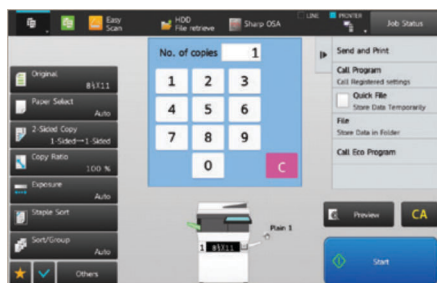 Easy
Scan
HDD
File retrieve
Sharp OSA
LINE
PRINTER
Job Status
No. of copies
1
Original
8½X11
Paper Select
Auto
2-Sided Copy
1-Sided→1-Sided
Copy Ratio
100 %
Exposure
Auto
Staple Sort
Sort/Group
Auto
Others
1
2
3
4
5
6
7
8
9
0
C
Plain 1
1 8½X11
Send and Print
Call Program
Call Registered settings
Quick File
Store Data Temporarily
File
Store Data in Folder
Call Eco Program
Preview
CA
Start